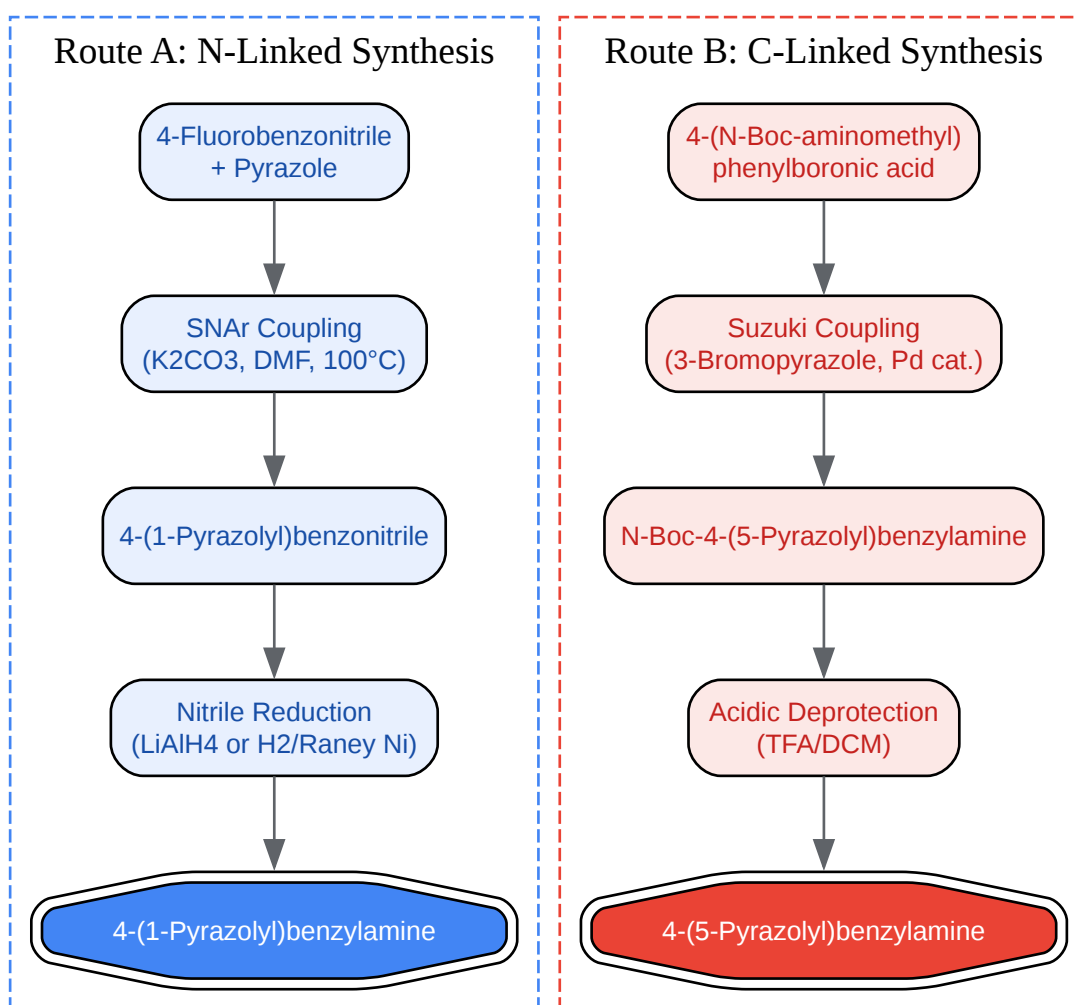 Route A: N-Linked Synthesis
4-Fluorobenzonitrile
+ Pyrazole
SNAr Coupling
(K2CO3, DMF, 100°C)
4-(1-Pyrazolyl)benzonitrile
Nitrile Reduction
(LiAlH4 or H2/Raney Ni)
4-(1-Pyrazolyl)benzylamine
Route B: C-Linked Synthesis
4-(N-Boc-aminomethyl)
phenylboronic acid
Suzuki Coupling
(3-Bromopyrazole, Pd cat.)
N-Boc-4-(5-Pyrazolyl)benzylamine
Acidic Deprotection
(TFA/DCM)
4-(5-Pyrazolyl)benzylamine